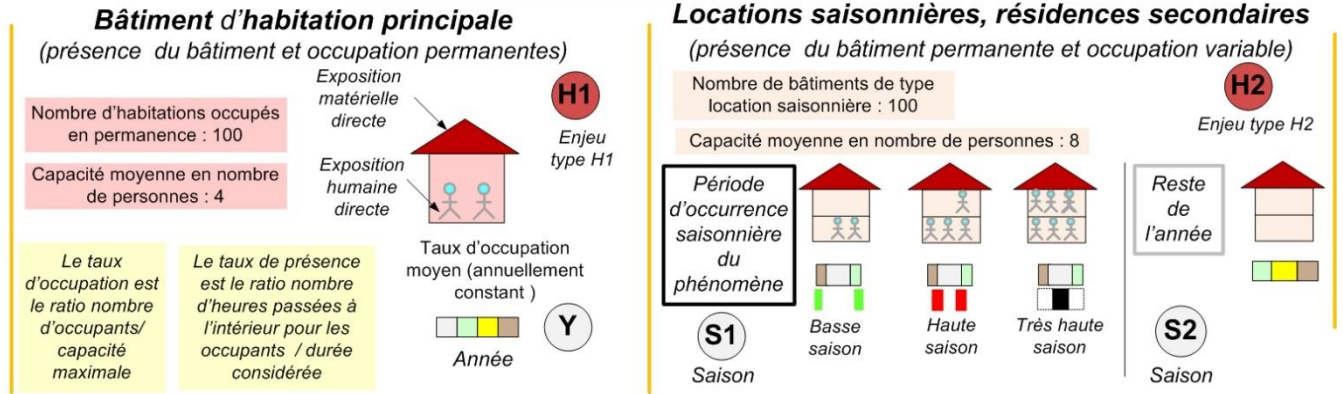 Bâtiment d'habitation principale
(présence du bâtiment et occupation permanentes)
Exposition
matérielle
directe
H1
Enjeu
type H1
Nombre d'habitations occupés
en permanence : 100
Capacité moyenne en nombre
de personnes : 4
Exposition
humaine
directe
Le taux
d'occupation est
le ratio nombre
d'occupants/
capacité
maximale
Le taux de présence
est le ratio nombre
d'heures passées à
l'intérieur pour les
occupants / durée
considérée
Taux d'occupation
moyen (annuellement
constant )
Y
Année
Locations saisonnières, résidences secondaires
(présence du bâtiment permanente et occupation variable)
Nombre de bâtiments de type
location saisonnière : 100
H2
Enjeu type H2
Capacité moyenne en nombre de personnes : 8
Période
d'occurrence
saisonnière
du
phénomène
S1
Saison
Basse
saison
Haute
saison
Très haute
saison
Reste
de
l'année
S2
Saison